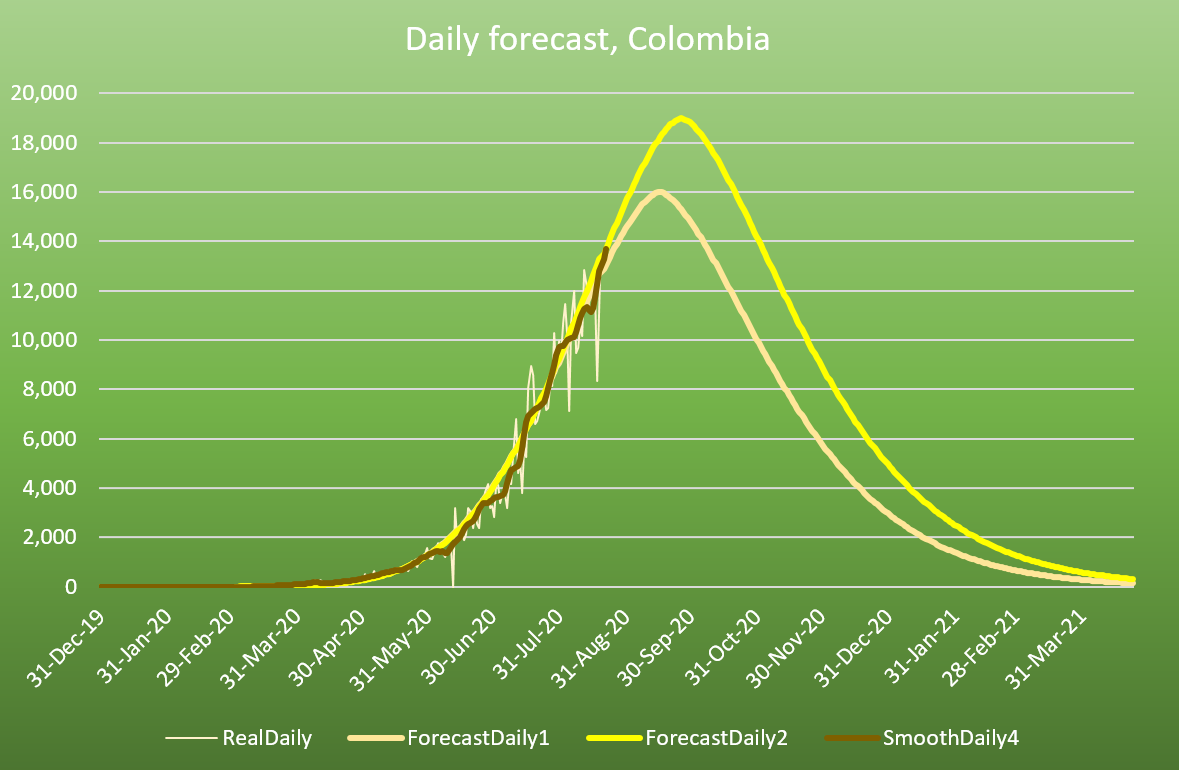 Daily forecast, Colombia
20,000
18,000
16,000
14,000
12,000
10,000
8,000
6,000
4,000
2,000
0
31-Dec-19
31-Jan-20
29-Feb-20
31-Mar-20
30-Apr-20
31-May-20
30-Jun-20
31-Jul-20
31-Aug-20
30-Sep-20
31-Oct-20
30-Nov-20
31-Dec-20
31-Jan-21
28-Feb-21
31-Mar-21
RealDaily ForecastDaily1 ForecastDaily2 SmoothDaily4